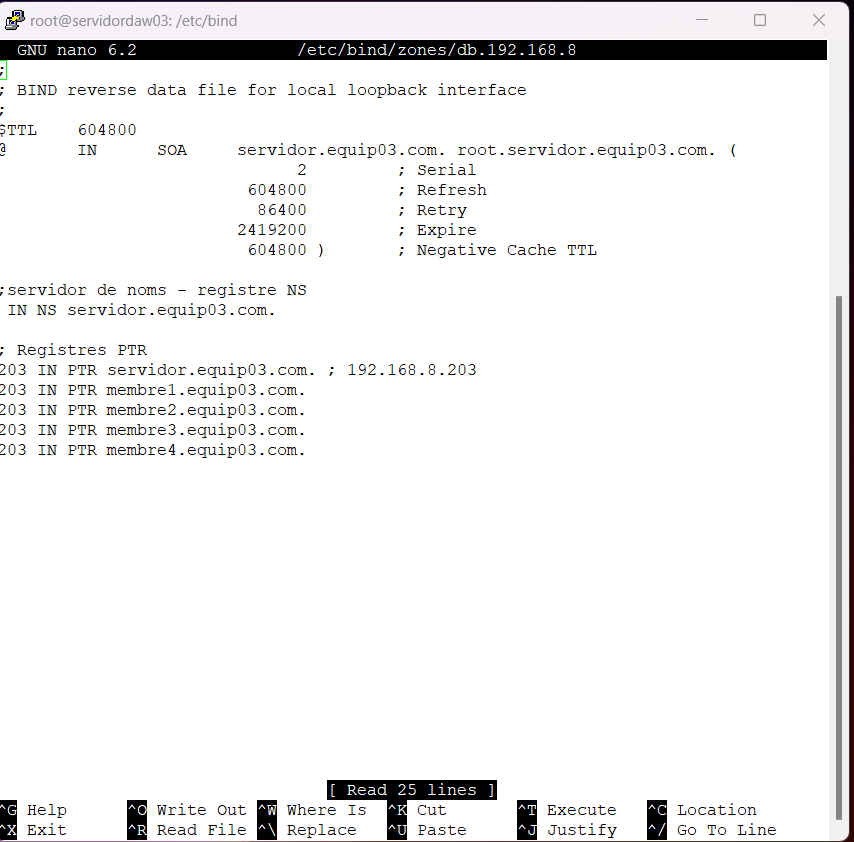 root@servidordaw03: /etc/bind
GNU nano 6.2 /etc/bind/zones/db.192.168.8
;
; BIND reverse data file for local loopback interface
;
$TTL 604800
@ IN SOA servidor.equip03.com. root.servidor.equip03.com. (
2 ; Serial
604800 ; Refresh
86400 ; Retry
2419200 ; Expire
604800 ) ; Negative Cache TTL
;servidor de noms - registre NS
IN NS servidor.equip03.com.
; Registres PTR
203 IN PTR servidor.equip03.com. ; 192.168.8.203
203 IN PTR membre1.equip03.com.
203 IN PTR membre2.equip03.com.
203 IN PTR membre3.equip03.com.
203 IN PTR membre4.equip03.com.
[ Read 25 lines ]
^G Help ^O Write Out ^W Where Is ^K Cut ^T Execute ^C Location
^X Exit ^R Read File ^\ Replace ^U Paste ^J Justify ^/ Go To Line